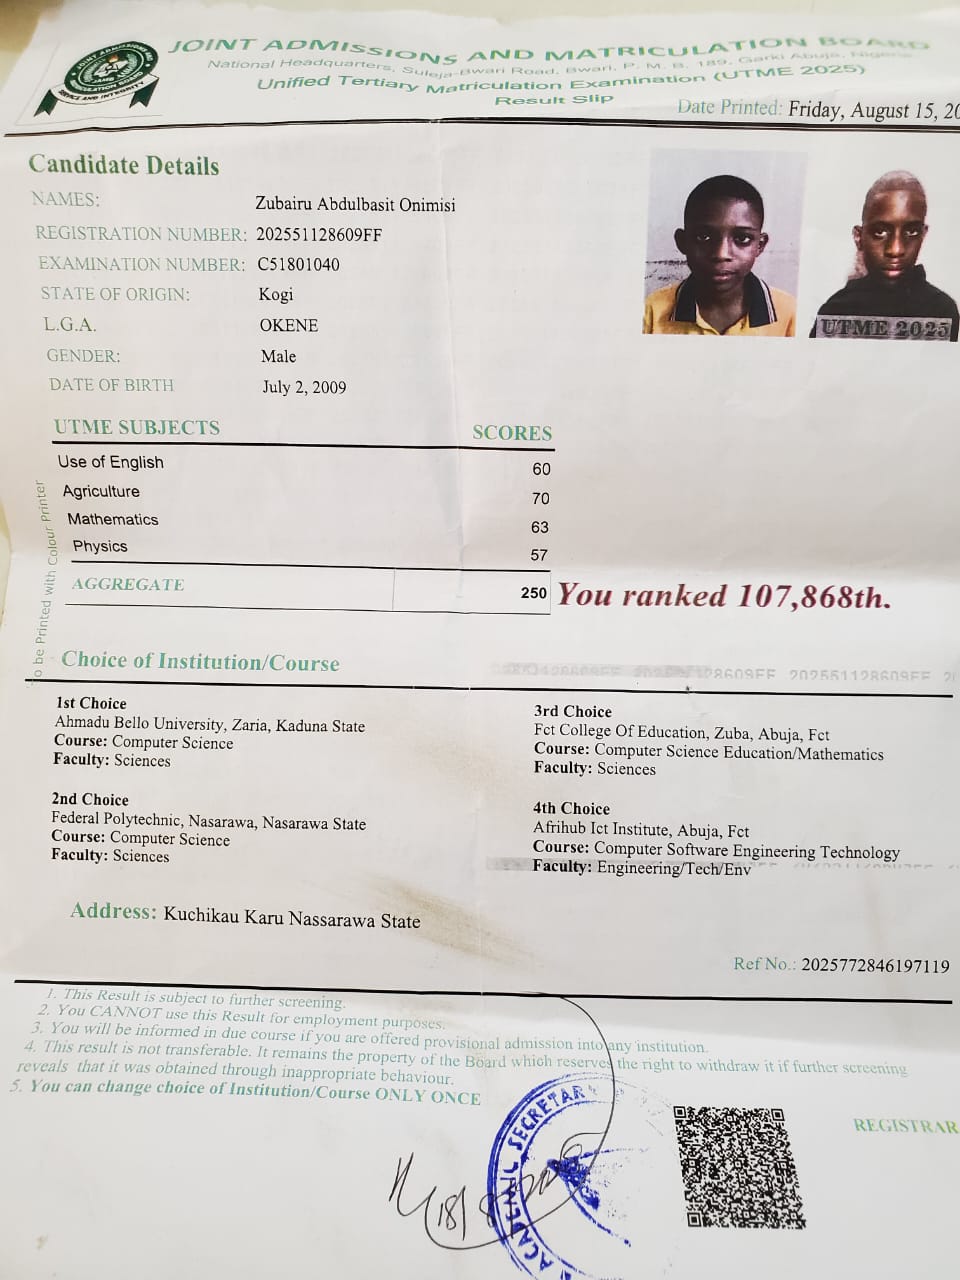 JOINT ADMISSIONS AND MATRICULATION BOARD
National Headquarters, Suleja-Bwari Road, Bwari, P. M. B. 189, Garki Abuja, Nigeria
Unified Tertiary Matriculation Examination (UTME 2025)
Result Slip
Date Printed: Friday, August 15, 20
Candidate Details
NAMES: Zubairu Abdulbasit Onimisi
REGISTRATION NUMBER: 202551128609FF
EXAMINATION NUMBER: C51801040
STATE OF ORIGIN: Kogi
L.G.A. OKENE
GENDER: Male
DATE OF BIRTH July 2, 2009
UTME 2025
UTME SUBJECTS SCORES
Use of English 60
Agriculture 70
Mathematics 63
Physics 57
AGGREGATE 250 You ranked 107,868th.
o be Printed with Colour Printer
Choice of Institution/Course
128609FF 202551128609FF
1st Choice
Ahmadu Bello University, Zaria, Kaduna State
Course: Computer Science
Faculty: Sciences
2nd Choice
Federal Polytechnic, Nasarawa, Nasarawa State
Course: Computer Science
Faculty: Sciences
3rd Choice
Fct College Of Education, Zuba, Abuja, Fct
Course: Computer Science Education/Mathematics
Faculty: Sciences
4th Choice
Afrihub Ict Institute, Abuja, Fct
Course: Computer Software Engineering Technology
Faculty: Engineering/Tech/Env
Address: Kuchikau Karu Nassarawa State
Ref No.: 2025772846197119
1. This Result is subject to further screening.
2. You CANNOT use this Result for employment purposes.
3. You will be informed in due course if you are offered provisional admission into any institution.
4. This result is not transferable. It remains the property of the Board which reserves the right to withdraw it if further screening
reveals that it was obtained through inappropriate behaviour.
5. You can change choice of Institution/Course ONLY ONCE
REGISTRAR
ACADEMIC SECRETARY